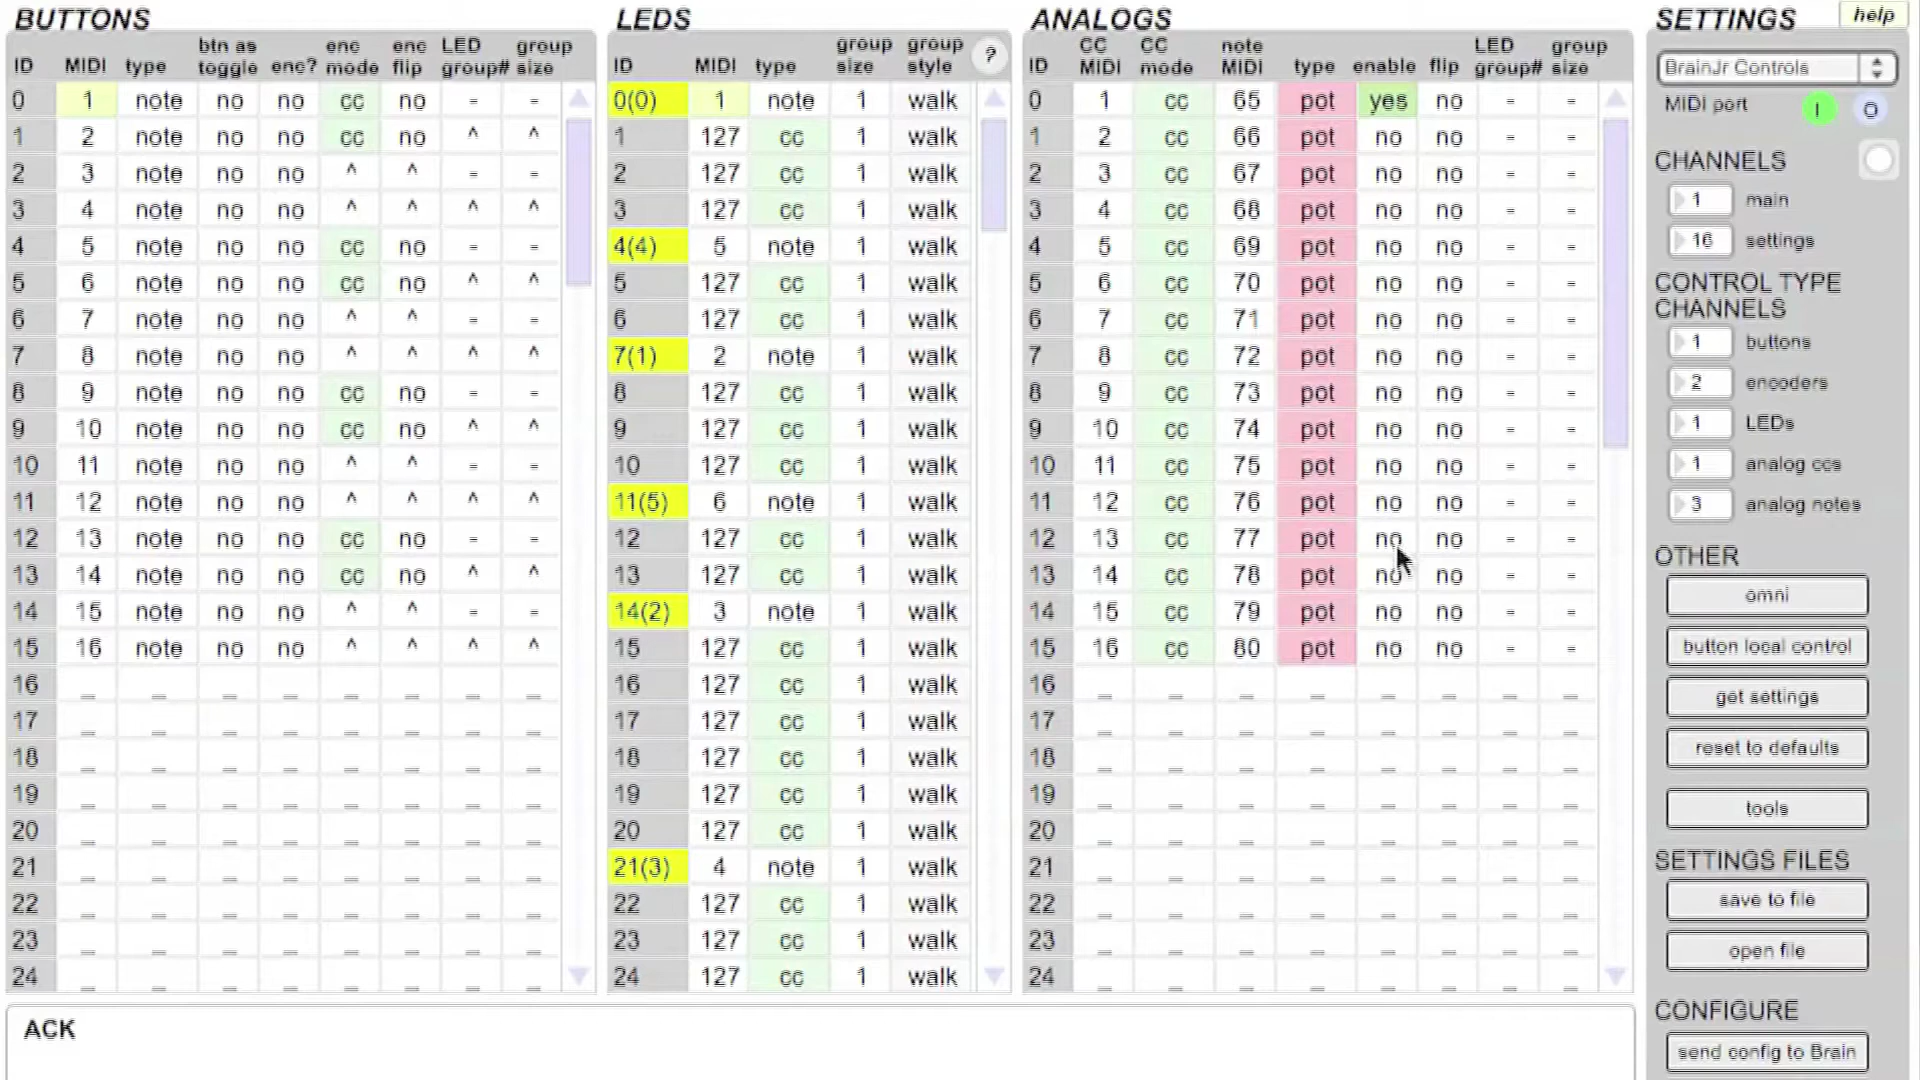 BUTTONS
ID MIDI type btn as toggle enc? enc mode enc flip LED group# group size
0 1 note no no cc no - -
1 2 note no no cc no ^ ^
2 3 note no no ^ ^ - -
3 4 note no no ^ ^ ^ ^
4 5 note no no cc no - -
5 6 note no no cc no ^ ^
6 7 note no no ^ ^ - -
7 8 note no no ^ ^ ^ ^
8 9 note no no cc no - -
9 10 note no no cc no ^ ^
10 11 note no no ^ ^ - -
11 12 note no no ^ ^ ^ ^
12 13 note no no cc no - -
13 14 note no no cc no ^ ^
14 15 note no no ^ ^ - -
15 16 note no no ^ ^ ^ ^
16 _ _ _ _ _ _ _ _
17 _ _ _ _ _ _ _ _
18 _ _ _ _ _ _ _ _
19 _ _ _ _ _ _ _ _
20 _ _ _ _ _ _ _ _
21 _ _ _ _ _ _ _ _
22 _ _ _ _ _ _ _ _
23 _ _ _ _ _ _ _ _
24 _ _ _ _ _ _ _ _
LEDS
ID MIDI type group size group style ?
0(0) 1 note 1 walk
1 127 cc 1 walk
2 127 cc 1 walk
3 127 cc 1 walk
4(4) 5 note 1 walk
5 127 cc 1 walk
6 127 cc 1 walk
7(1) 2 note 1 walk
8 127 cc 1 walk
9 127 cc 1 walk
10 127 cc 1 walk
11(5) 6 note 1 walk
12 127 cc 1 walk
13 127 cc 1 walk
14(2) 3 note 1 walk
15 127 cc 1 walk
16 127 cc 1 walk
17 127 cc 1 walk
18 127 cc 1 walk
19 127 cc 1 walk
20 127 cc 1 walk
21(3) 4 note 1 walk
22 127 cc 1 walk
23 127 cc 1 walk
24 127 cc 1 walk
ANALOGS
ID CC MIDI CC mode note MIDI type enable flip LED group# group size
0 1 cc 65 pot yes no - -
1 2 cc 66 pot no no - -
2 3 cc 67 pot no no - -
3 4 cc 68 pot no no - -
4 5 cc 69 pot no no - -
5 6 cc 70 pot no no - -
6 7 cc 71 pot no no - -
7 8 cc 72 pot no no - -
8 9 cc 73 pot no no - -
9 10 cc 74 pot no no - -
10 11 cc 75 pot no no - -
11 12 cc 76 pot no no - -
12 13 cc 77 pot no no - -
13 14 cc 78 pot no no - -
14 15 cc 79 pot no no - -
15 16 cc 80 pot no no - -
16 _ _ _ _ _ _ _ _
17 _ _ _ _ _ _ _ _
18 _ _ _ _ _ _ _ _
19 _ _ _ _ _ _ _ _
20 _ _ _ _ _ _ _ _
21 _ _ _ _ _ _ _ _
22 _ _ _ _ _ _ _ _
23 _ _ _ _ _ _ _ _
24 _ _ _ _ _ _ _ _
SETTINGS help
BrainJr Controls
MIDI port I O
CHANNELS
1 main
16 settings
CONTROL TYPE
CHANNELS
1 buttons
2 encoders
1 LEDs
1 analog ccs
3 analog notes
OTHER
omni
button local control
get settings
reset to defaults
tools
SETTINGS FILES
save to file
open file
CONFIGURE
send config to Brain
ACK